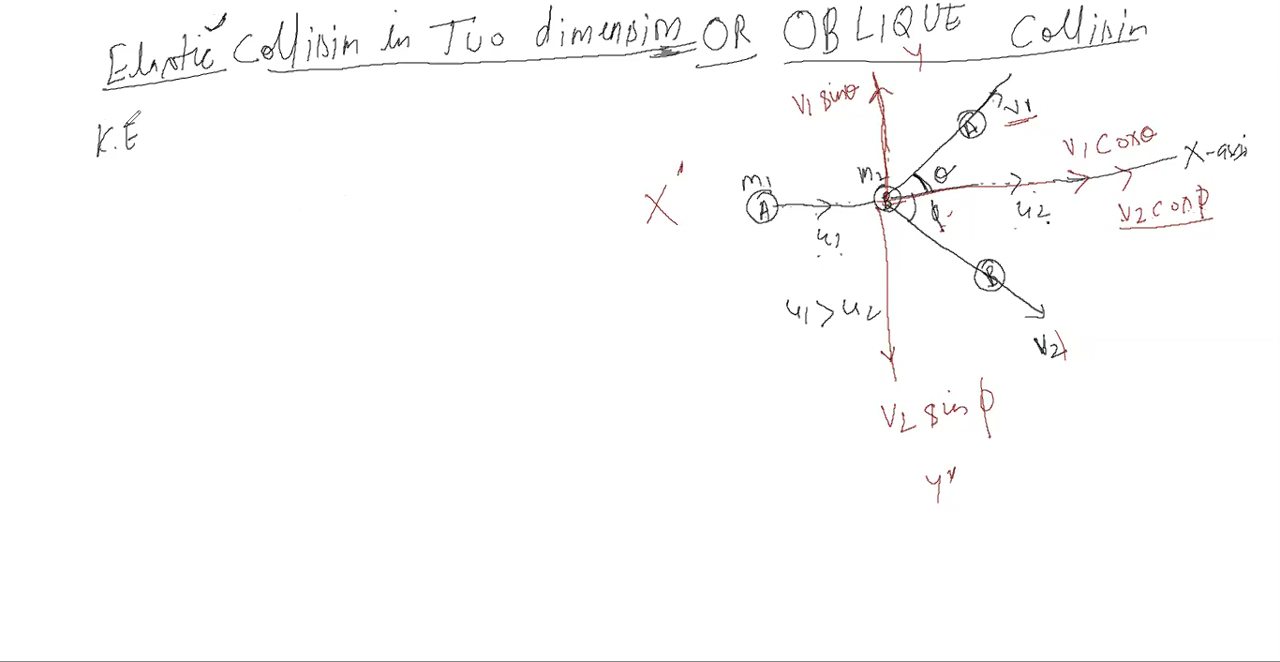 Elastic Collision in Two dimension OR OBLIQUE Collision
K.E
y
v1 sinθ
A
v1
v1 cosθ
X-axis
X'
m1
A
u1
m2
B
θ
ϕ
u2
v2 cosϕ
B
u1 > u2
v2
v2 sin ϕ
y'